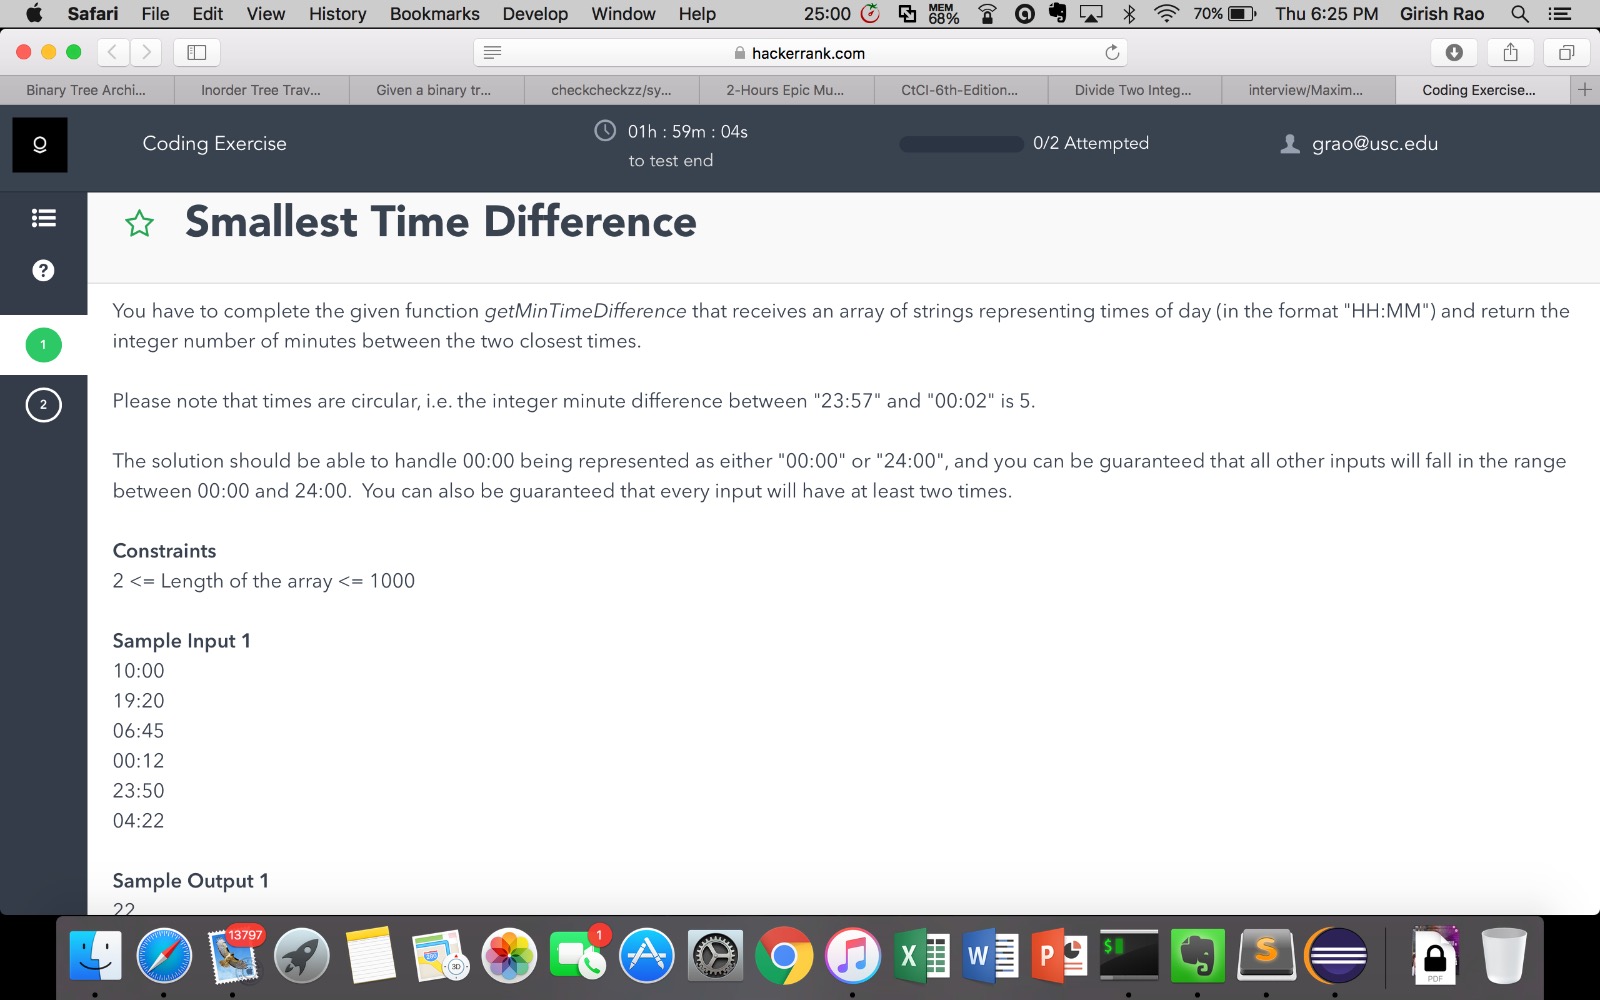 Safari File Edit View History Bookmarks Develop Window Help 25:00 MEM 68% 70% Thu 6:25 PM Girish Rao
hackerrank.com
Binary Tree Archi... Inorder Tree Trav... Given a binary tr... checkcheckzz/sy... 2-Hours Epic Mu... CtCI-6th-Edition... Divide Two Integ... interview/Maxim... Coding Exercise... +
Coding Exercise 01h : 59m : 04s 0/2 Attempted grao@usc.edu
to test end
Smallest Time Difference
?
1
2
You have to complete the given function getMinTimeDifference that receives an array of strings representing times of day (in the format "HH:MM") and return the
integer number of minutes between the two closest times.
Please note that times are circular, i.e. the integer minute difference between "23:57" and "00:02" is 5.
The solution should be able to handle 00:00 being represented as either "00:00" or "24:00", and you can be guaranteed that all other inputs will fall in the range
between 00:00 and 24:00.  You can also be guaranteed that every input will have at least two times.
Constraints
2 <= Length of the array <= 1000
Sample Input 1
10:00
19:20
06:45
00:12
23:50
04:22
Sample Output 1
22
13797 280 3D 1 X W P $ S PDF